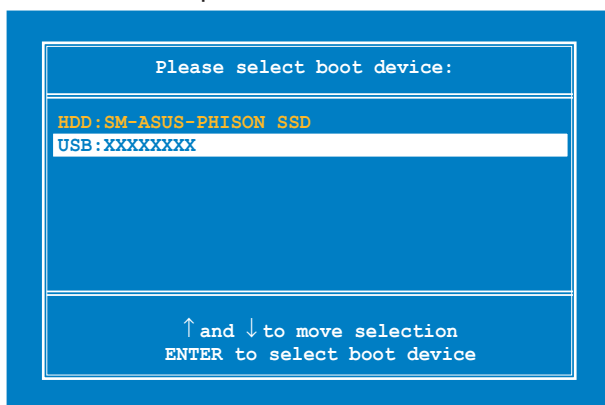 Please select boot device:
HDD:SM-ASUS-PHISON SSD
USB:XXXXXXXX
↑ and ↓ to move selection
ENTER to select boot device